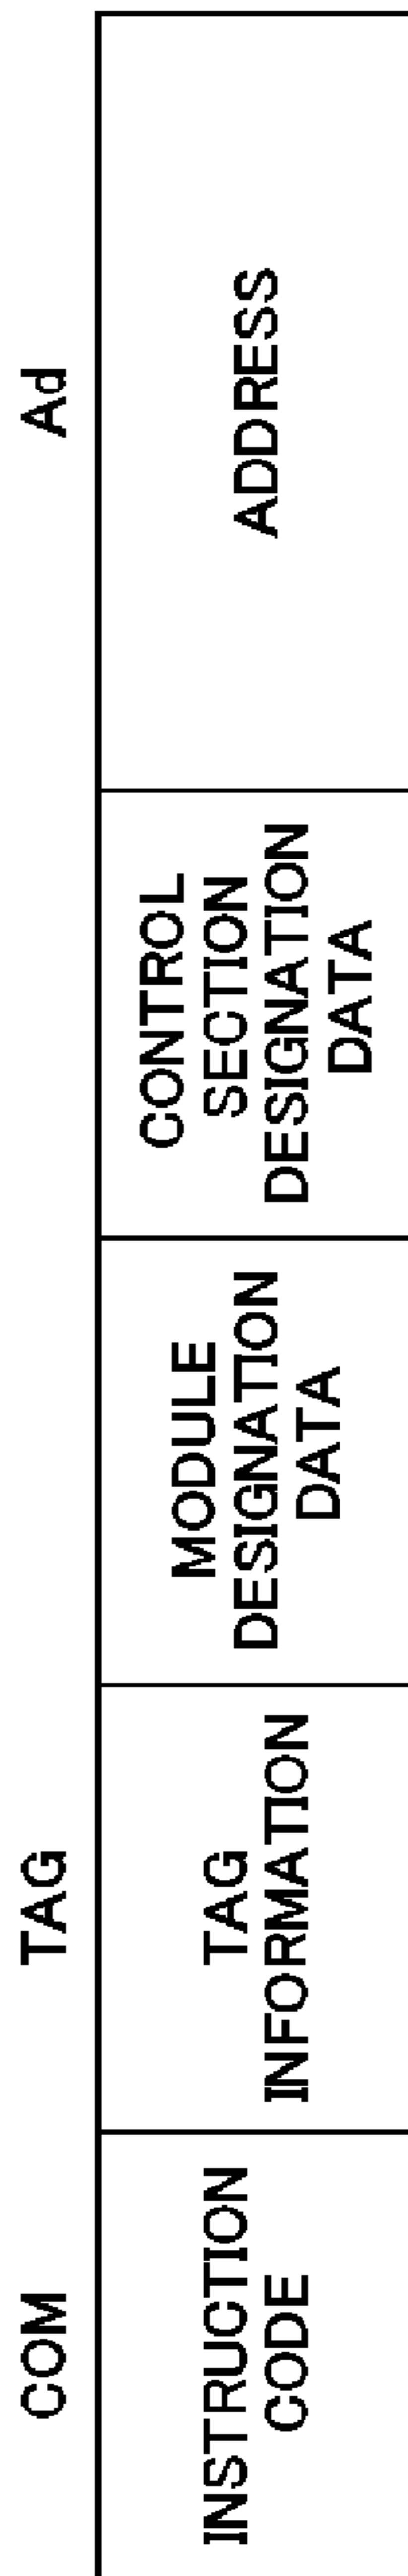 COM
TAG
Ad
INSTRUCTION
CODE
TAG
INFORMATION
MODULE
DESIGNATION
DATA
CONTROL
SECTION
DESIGNATION
DATA
ADDRESS